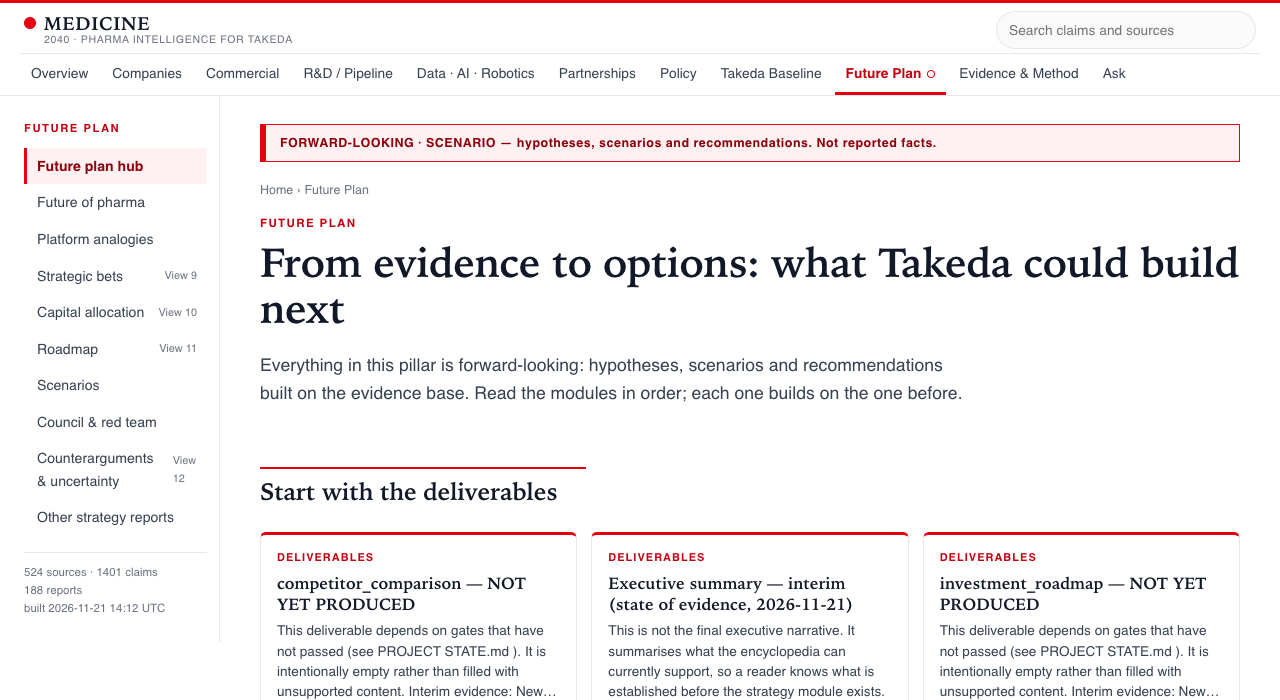 MEDICINE
2040 · PHARMA INTELLIGENCE FOR TAKEDA
Search claims and sources
Overview
Companies
Commercial
R&D / Pipeline
Data · AI · Robotics
Partnerships
Policy
Takeda Baseline
Future Plan
Evidence & Method
Ask
FUTURE PLAN
Future plan hub
Future of pharma
Platform analogies
Strategic bets View 9
Capital allocation View 10
Roadmap View 11
Scenarios
Council & red team
Counterarguments & uncertainty View 12
Other strategy reports
524 sources · 1401 claims
188 reports
built 2026-11-21 14:12 UTC
FORWARD-LOOKING · SCENARIO — hypotheses, scenarios and recommendations. Not reported facts.
Home › Future Plan
FUTURE PLAN
From evidence to options: what Takeda could build
next
Everything in this pillar is forward-looking: hypotheses, scenarios and recommendations
built on the evidence base. Read the modules in order; each one builds on the one before.
Start with the deliverables
DELIVERABLES
competitor_comparison — NOT
YET PRODUCED
This deliverable depends on gates that have
not passed (see PROJECT STATE.md ). It is
intentionally empty rather than filled with
unsupported content. Interim evidence: New…
DELIVERABLES
Executive summary — interim
(state of evidence, 2026-11-21)
This is not the final executive narrative. It
summarises what the encyclopedia can
currently support, so a reader knows what is
established before the strategy module exists.
DELIVERABLES
investment_roadmap — NOT YET
PRODUCED
This deliverable depends on gates that have
not passed (see PROJECT STATE.md ). It is
intentionally empty rather than filled with
unsupported content. Interim evidence: New…